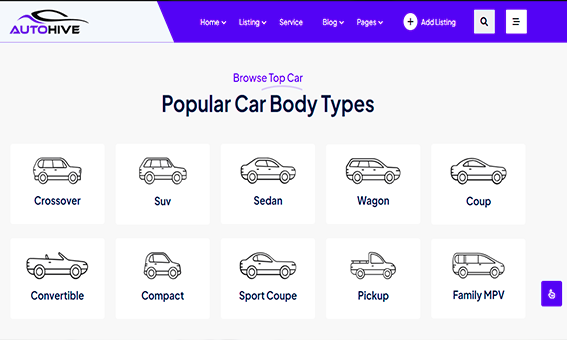 AUTOHIVE
Home Listing Service Blog Pages Add Listing
Browse Top Car
Popular Car Body Types
Crossover Suv Sedan Wagon Coup
Convertible Compact Sport Coupe Pickup Family MPV